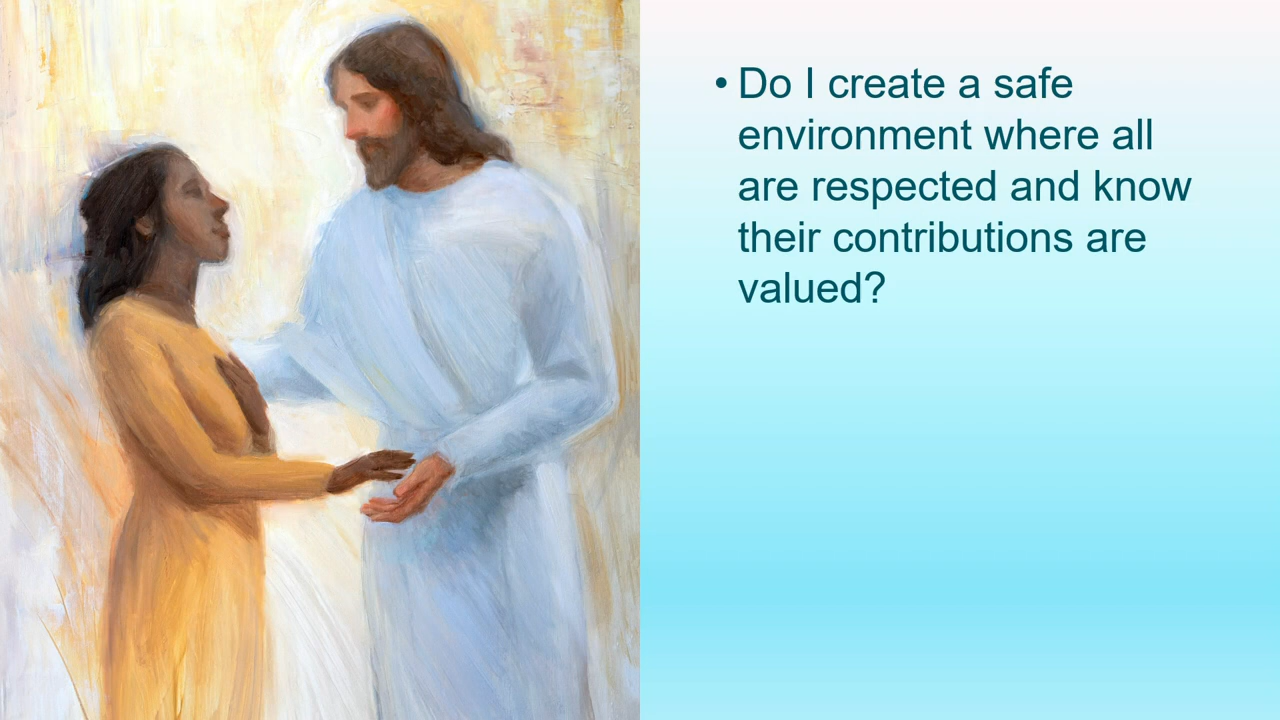 • Do I create a safe
environment where all
are respected and know
their contributions are
valued?